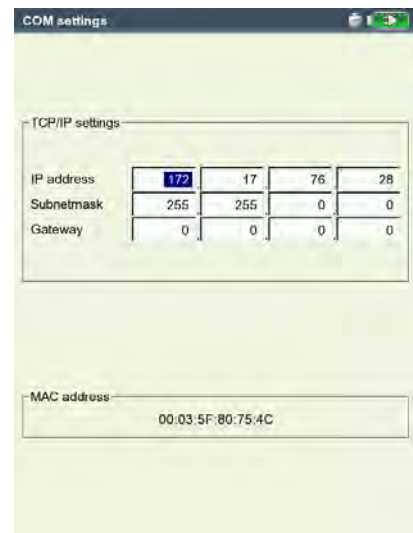 COM settings
TCP/IP settings
IP address 172. 17. 76. 28
Subnetmask 255. 255. 0. 0
Gateway 0. 0. 0. 0
MAC address
00:03:5F:80:75:4C